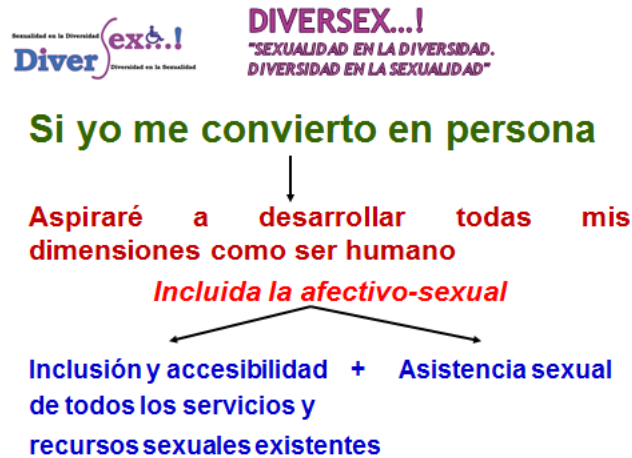 Sexualidad en la Diversidad
DiverSex...!
Diversidad en la Sexualidad
DIVERSEX...!
"SEXUALIDAD EN LA DIVERSIDAD.
DIVERSIDAD EN LA SEXUALIDAD"
Si yo me convierto en persona
Aspiraré a desarrollar todas mis
dimensiones como ser humano
Incluida la afectivo-sexual
Inclusión y accesibilidad + Asistencia sexual
de todos los servicios y
recursos sexuales existentes